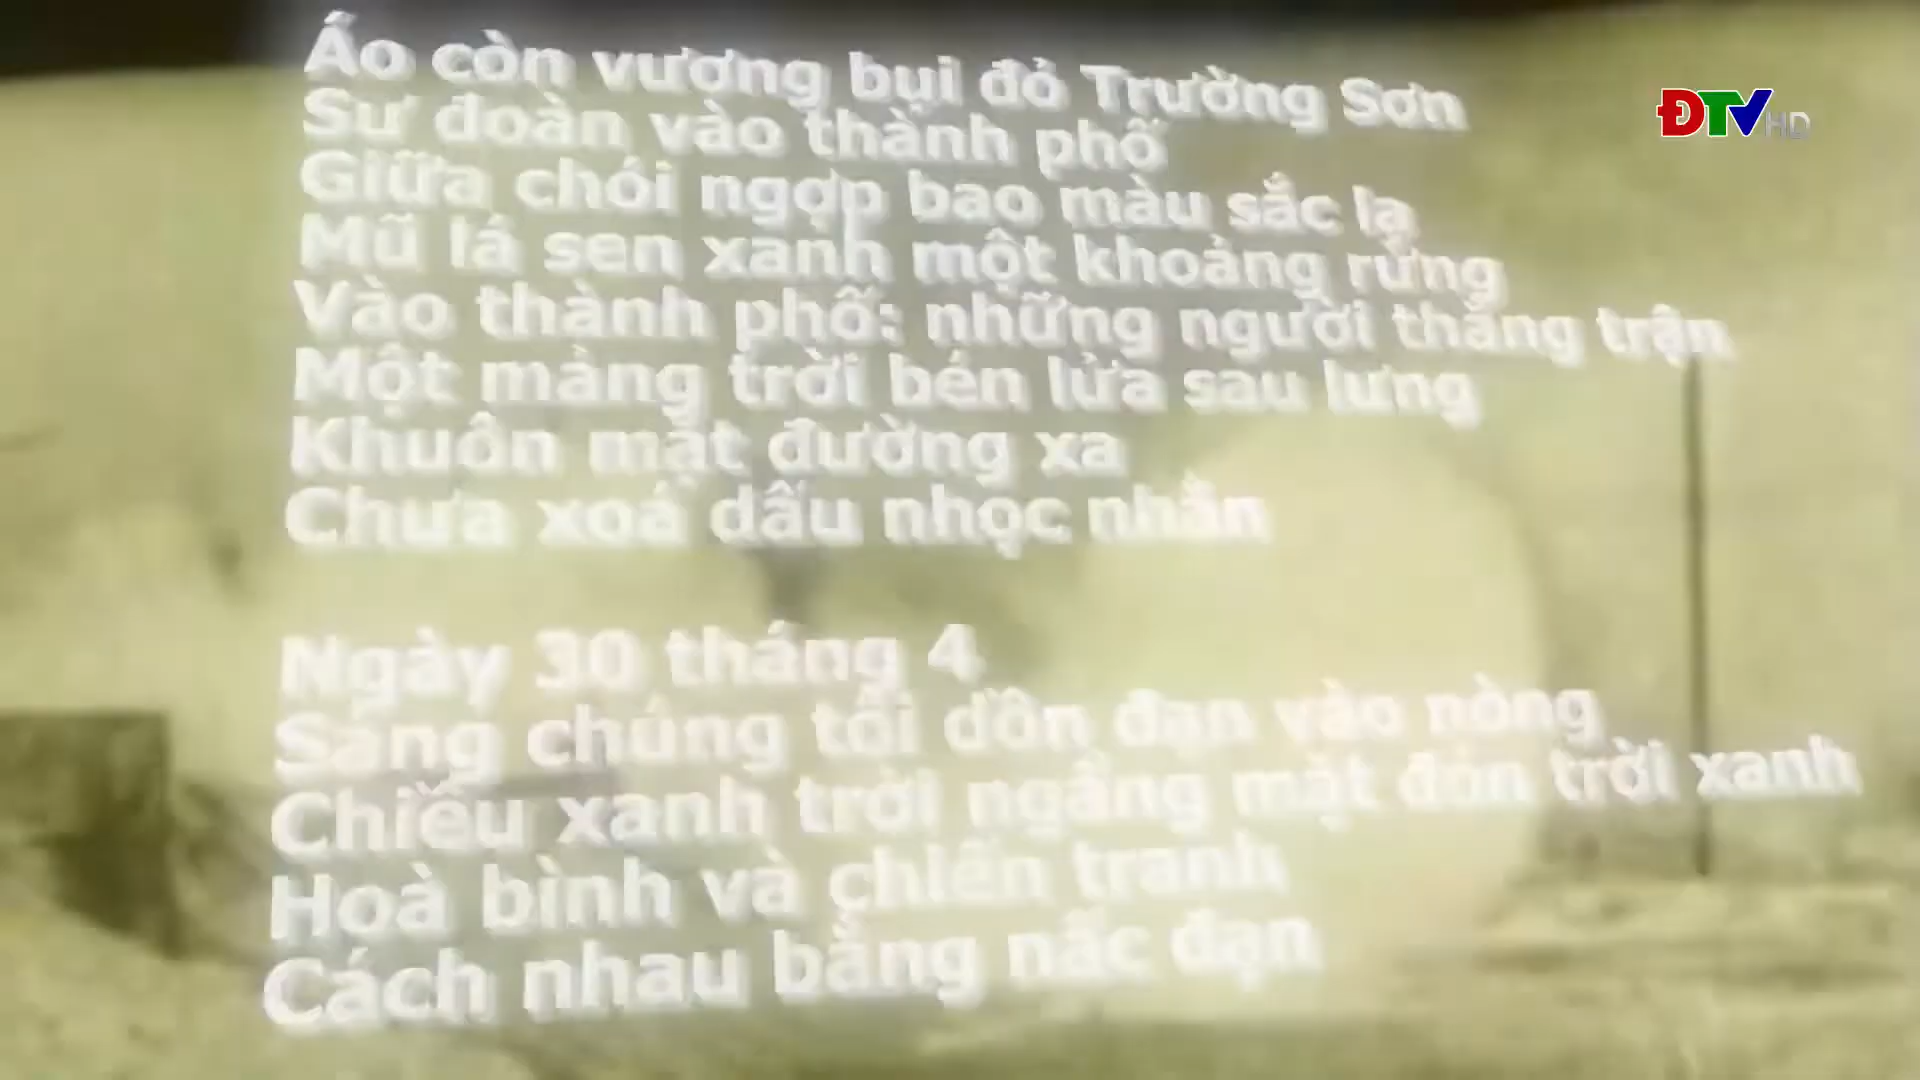 Áo còn vương bụi đỏ Trường Sơn
Sư đoàn vào thành phố
Giữa chói ngợp bao màu sắc lạ
Mũ lá sen xanh một khoảng rừng
Vào thành phố: những người thắng trận
Một mảng trời bén lửa sau lưng
Khuôn mặt đường xa
Chưa xoá dấu nhọc nhằn
Ngày 30 tháng 4
Sang chúng tôi dồn đạn vào nòng
Chiều xanh trời ngẩng mặt đón trời xanh
Hoà bình và chiến tranh
Cách nhau bằng nấc đạn
ĐTV HD